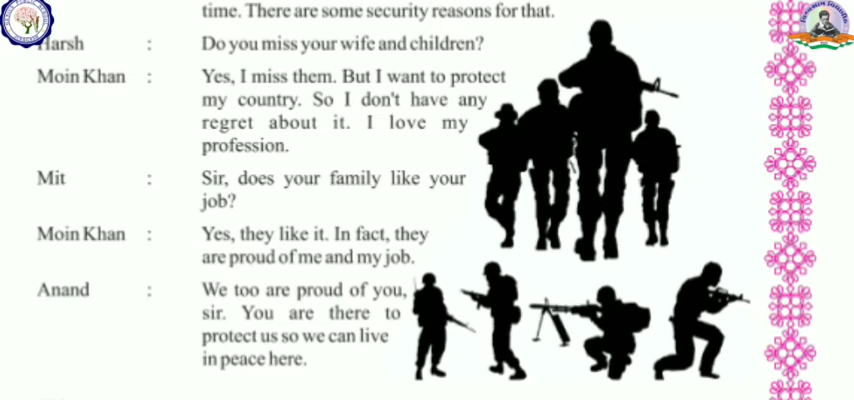 time. There are some security reasons for that.
Harsh : Do you miss your wife and children?
Moin Khan : Yes, I miss them. But I want to protect
my country. So I don't have any
regret about it. I love my
profession.
Mit : Sir, does your family like your
job?
Moin Khan : Yes, they like it. In fact, they
are proud of me and my job.
Anand : We too are proud of you,
sir. You are there to
protect us so we can live
in peace here.